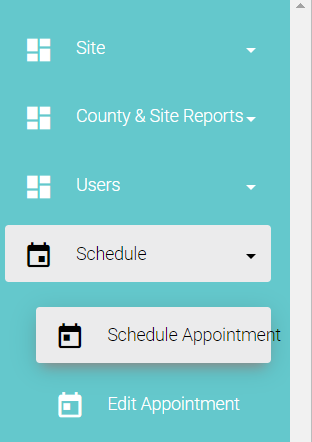 Site
County & Site Reports
Users
Schedule
Schedule Appointment
Edit Appointment